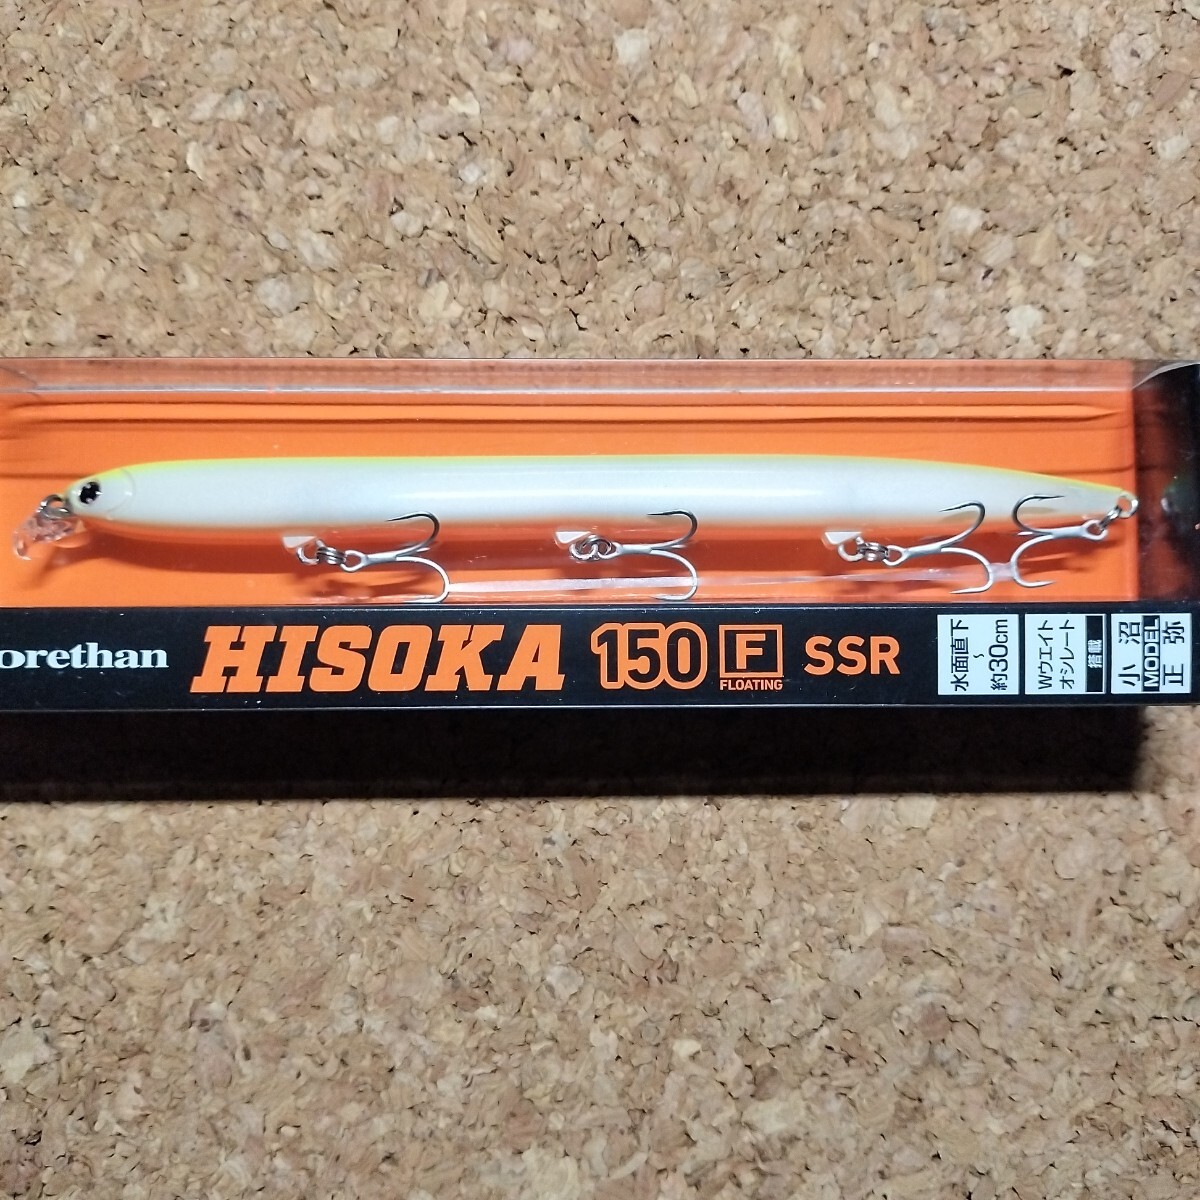 orethan HISOKA 150 F FLOATING SSR
水面直下
~
約30cm
Wウエイト
オシレート
搭載
小沼
MODEL
正弥